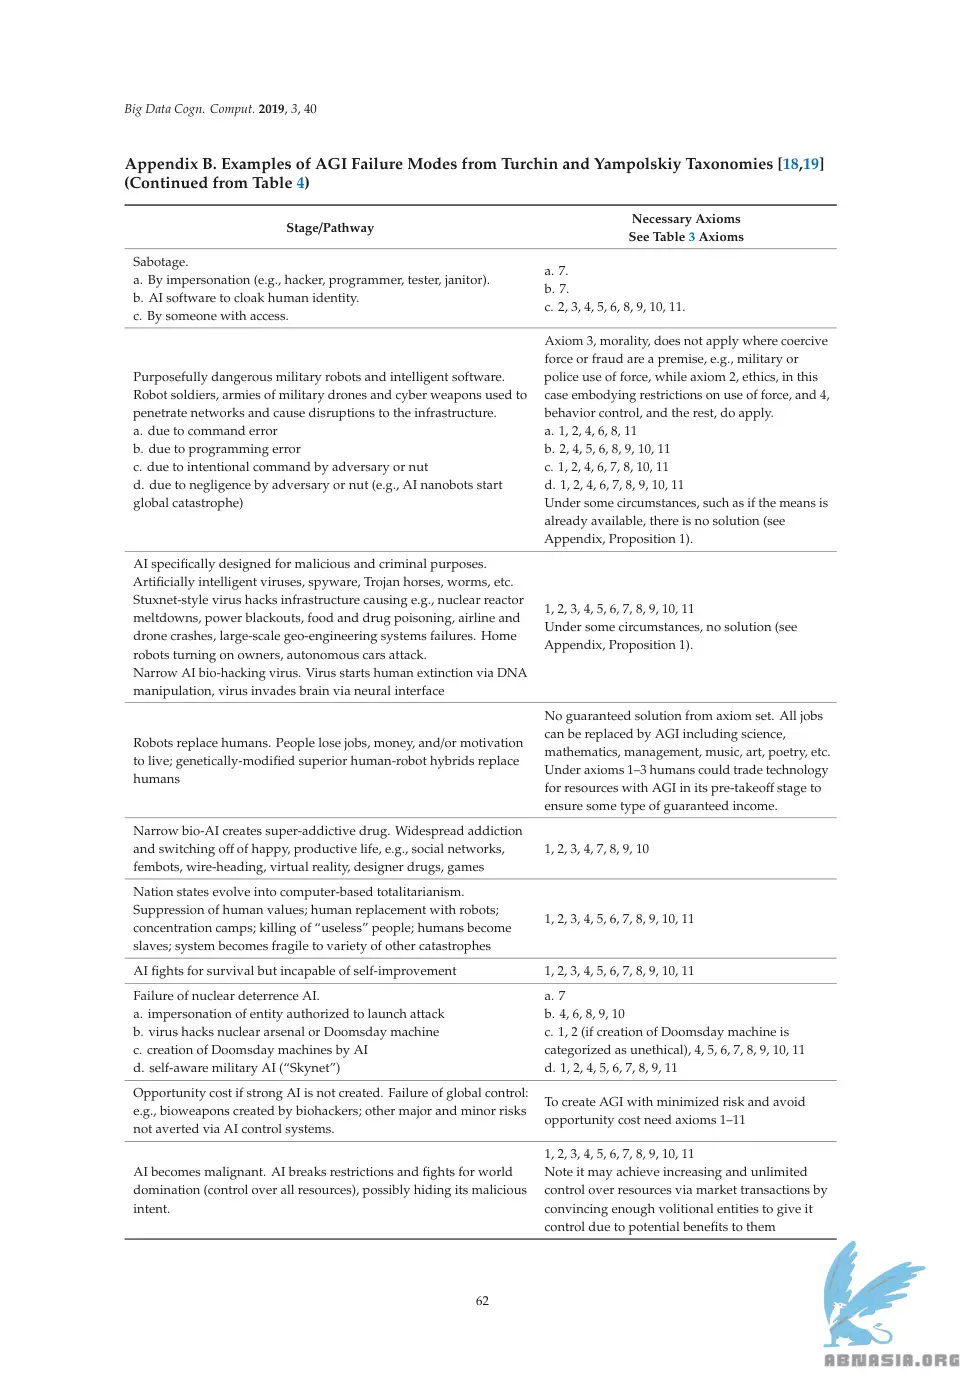 Big Data Cogn. Comput. 2019, 3, 40
Appendix B. Examples of AGI Failure Modes from Turchin and Yampolskiy Taxonomies [18,19]
(Continued from Table 4)
Stage/Pathway
Necessary Axioms
See Table 3 Axioms
Sabotage.
a. By impersonation (e.g., hacker, programmer, tester, janitor).
b. AI software to cloak human identity.
c. By someone with access.
a. 7.
b. 7.
c. 2, 3, 4, 5, 6, 8, 9, 10, 11.
Purposefully dangerous military robots and intelligent software.
Robot soldiers, armies of military drones and cyber weapons used to
penetrate networks and cause disruptions to the infrastructure.
a. due to command error
b. due to programming error
c. due to intentional command by adversary or nut
d. due to negligence by adversary or nut (e.g., AI nanobots start
global catastrophe)
Axiom 3, morality, does not apply where coercive
force or fraud are a premise, e.g., military or
police use of force, while axiom 2, ethics, in this
case embodying restrictions on use of force, and 4,
behavior control, and the rest, do apply.
a. 1, 2, 4, 6, 8, 11
b. 2, 4, 5, 6, 8, 9, 10, 11
c. 1, 2, 4, 6, 7, 8, 10, 11
d. 1, 2, 4, 6, 7, 8, 9, 10, 11
Under some circumstances, such as if the means is
already available, there is no solution (see
Appendix, Proposition 1).
AI specifically designed for malicious and criminal purposes.
Artificially intelligent viruses, spyware, Trojan horses, worms, etc.
Stuxnet-style virus hacks infrastructure causing e.g., nuclear reactor
meltdowns, power blackouts, food and drug poisoning, airline and
drone crashes, large-scale geo-engineering systems failures. Home
robots turning on owners, autonomous cars attack.
Narrow AI bio-hacking virus. Virus starts human extinction via DNA
manipulation, virus invades brain via neural interface
1, 2, 3, 4, 5, 6, 7, 8, 9, 10, 11
Under some circumstances, no solution (see
Appendix, Proposition 1).
Robots replace humans. People lose jobs, money, and/or motivation
to live; genetically-modified superior human-robot hybrids replace
humans
No guaranteed solution from axiom set. All jobs
can be replaced by AGI including science,
mathematics, management, music, art, poetry, etc.
Under axioms 1–3 humans could trade technology
for resources with AGI in its pre-takeoff stage to
ensure some type of guaranteed income.
Narrow bio-AI creates super-addictive drug. Widespread addiction
and switching off of happy, productive life, e.g., social networks,
fembots, wire-heading, virtual reality, designer drugs, games
1, 2, 3, 4, 7, 8, 9, 10
Nation states evolve into computer-based totalitarianism.
Suppression of human values; human replacement with robots;
concentration camps; killing of “useless” people; humans become
slaves; system becomes fragile to variety of other catastrophes
1, 2, 3, 4, 5, 6, 7, 8, 9, 10, 11
AI fights for survival but incapable of self-improvement
1, 2, 3, 4, 5, 6, 7, 8, 9, 10, 11
Failure of nuclear deterrence AI.
a. impersonation of entity authorized to launch attack
b. virus hacks nuclear arsenal or Doomsday machine
c. creation of Doomsday machines by AI
d. self-aware military AI (“Skynet”)
a. 7
b. 4, 6, 8, 9, 10
c. 1, 2 (if creation of Doomsday machine is
categorized as unethical), 4, 5, 6, 7, 8, 9, 10, 11
d. 1, 2, 4, 5, 6, 7, 8, 9, 11
Opportunity cost if strong AI is not created. Failure of global control:
e.g., bioweapons created by biohackers; other major and minor risks
not averted via AI control systems.
To create AGI with minimized risk and avoid
opportunity cost need axioms 1–11
AI becomes malignant. AI breaks restrictions and fights for world
domination (control over all resources), possibly hiding its malicious
intent.
1, 2, 3, 4, 5, 6, 7, 8, 9, 10, 11
Note it may achieve increasing and unlimited
control over resources via market transactions by
convincing enough volitional entities to give it
control due to potential benefits to them
62
ABNASIA.ORG